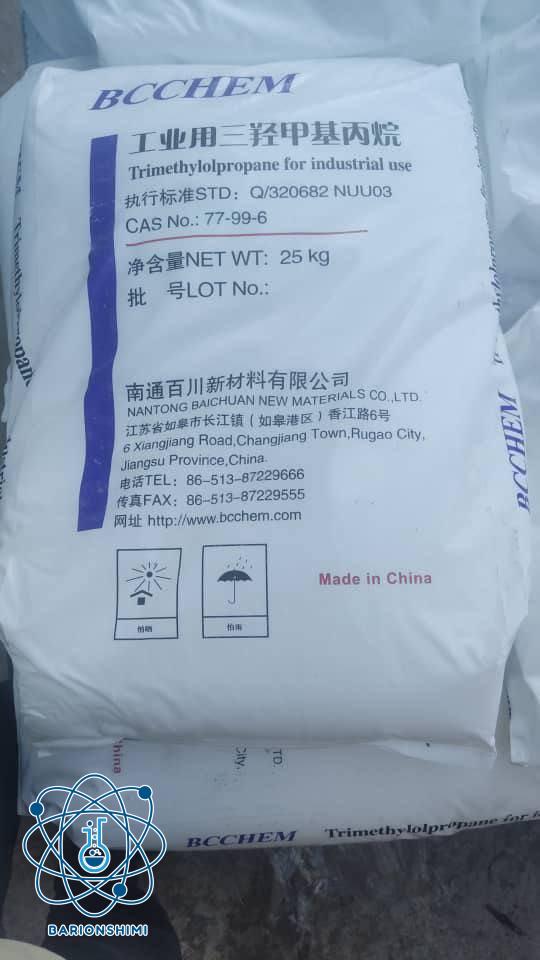 BCCHEM
工业用三羟甲基丙烷
Trimethylolpropane for industrial use
执行标准STD：Q/320682 NUU03
CAS No.: 77-99-6
净含量NET WT: 25 kg
批 号LOT No.:
南通百川新材料有限公司
NANTONG BAICHUAN NEW MATERIALS CO.,LTD.
江苏省如皋市长江镇（如皋港区）香江路6号
6 Xiangjiang Road,Changjiang Town,Rugao City,
Jiangsu Province,China.
电话TEL：86-513-87229666
传真FAX：86-513-87229555
网址 http://www.bcchem.com
怕晒
怕雨
Made in China
BCCHEM
China
City,
TD.
BCCHEM
Trimethylolpropane for
BARIONSHIMI